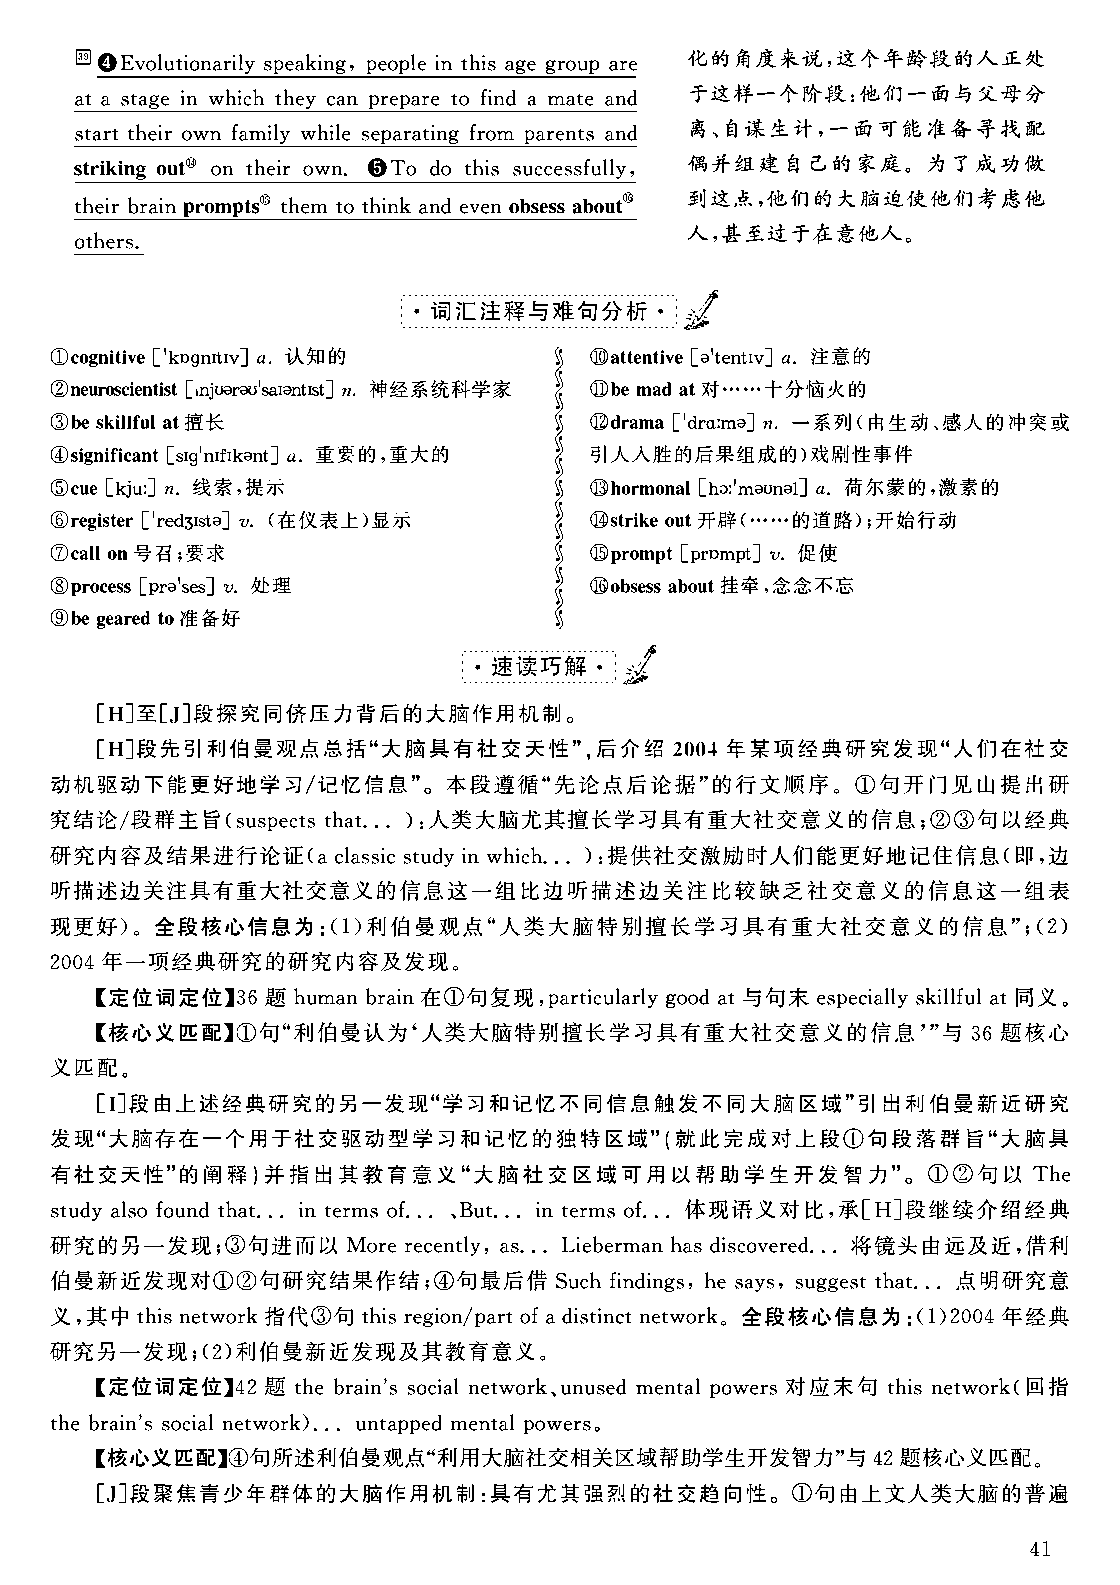 39 ❹Evolutionarily speaking, people in this age group are
at a stage in which they can prepare to find a mate and
start their own family while separating from parents and
striking out⑭ on their own. ❺To do this successfully,
their brain prompts⑮ them to think and even obsess about⑯
others.
化的角度来说,这个年龄段的人正处
于这样一个阶段:他们一面与父母分
离、自谋生计,一面可能准备寻找配
偶并组建自己的家庭。为了成功做
到这点,他们的大脑迫使他们考虑他
人,甚至过于在意他人。
·词汇注释与难句分析·
①cognitive [ˈkɒgnɪtɪv] a. 认知的
②neuroscientist [ˌnjʊərəʊˈsaɪəntɪst] n. 神经系统科学家
③be skillful at 擅长
④significant [sɪgˈnɪfɪkənt] a. 重要的,重大的
⑤cue [kjuː] n. 线索,提示
⑥register [ˈredʒɪstə] v. (在仪表上)显示
⑦call on 号召;要求
⑧process [prəˈses] v. 处理
⑨be geared to 准备好
⑩attentive [əˈtentɪv] a. 注意的
⑪be mad at 对……十分恼火的
⑫drama [ˈdrɑːmə] n. 一系列(由生动、感人的冲突或
引人入胜的后果组成的)戏剧性事件
⑬hormonal [hɔːˈməʊnəl] a. 荷尔蒙的,激素的
⑭strike out 开辟(……的道路);开始行动
⑮prompt [prɒmpt] v. 促使
⑯obsess about 挂牵,念念不忘
·速读巧解·
[H]至[J]段探究同侪压力背后的大脑作用机制。
[H]段先引利伯曼观点总括“大脑具有社交天性”,后介绍 2004 年某项经典研究发现“人们在社交
动机驱动下能更好地学习/记忆信息”。本段遵循“先论点后论据”的行文顺序。①句开门见山提出研
究结论/段群主旨(suspects that... ):人类大脑尤其擅长学习具有重大社交意义的信息;②③句以经典
研究内容及结果进行论证(a classic study in which... ):提供社交激励时人们能更好地记住信息(即,边
听描述边关注具有重大社交意义的信息这一组比边听描述边关注比较缺乏社交意义的信息这一组表
现更好)。全段核心信息为:(1)利伯曼观点“人类大脑特别擅长学习具有重大社交意义的信息”;(2)
2004 年一项经典研究的研究内容及发现。
【定位词定位】36 题 human brain 在①句复现,particularly good at 与句末 especially skillful at 同义。
【核心义匹配】①句“利伯曼认为‘人类大脑特别擅长学习具有重大社交意义的信息’”与 36 题核心
义匹配。
[I]段由上述经典研究的另一发现“学习和记忆不同信息触发不同大脑区域”引出利伯曼新近研究
发现“大脑存在一个用于社交驱动型学习和记忆的独特区域”(就此完成对上段①句段落群旨“大脑具
有社交天性”的阐释)并指出其教育意义“大脑社交区域可用以帮助学生开发智力”。①②句以 The
study also found that... in terms of... 、But... in terms of... 体现语义对比,承[H]段继续介绍经典
研究的另一发现;③句进而以 More recently, as... Lieberman has discovered... 将镜头由远及近,借利
伯曼新近发现对①②句研究结果作结;④句最后借 Such findings, he says, suggest that... 点明研究意
义,其中 this network 指代③句 this region/part of a distinct network。全段核心信息为:(1)2004 年经典
研究另一发现;(2)利伯曼新近发现及其教育意义。
【定位词定位】42 题 the brain's social network、unused mental powers 对应末句 this network(回指
the brain's social network)... untapped mental powers。
【核心义匹配】④句所述利伯曼观点“利用大脑社交相关区域帮助学生开发智力”与 42 题核心义匹配。
[J]段聚焦青少年群体的大脑作用机制:具有尤其强烈的社交趋向性。①句由上文人类大脑的普遍
41